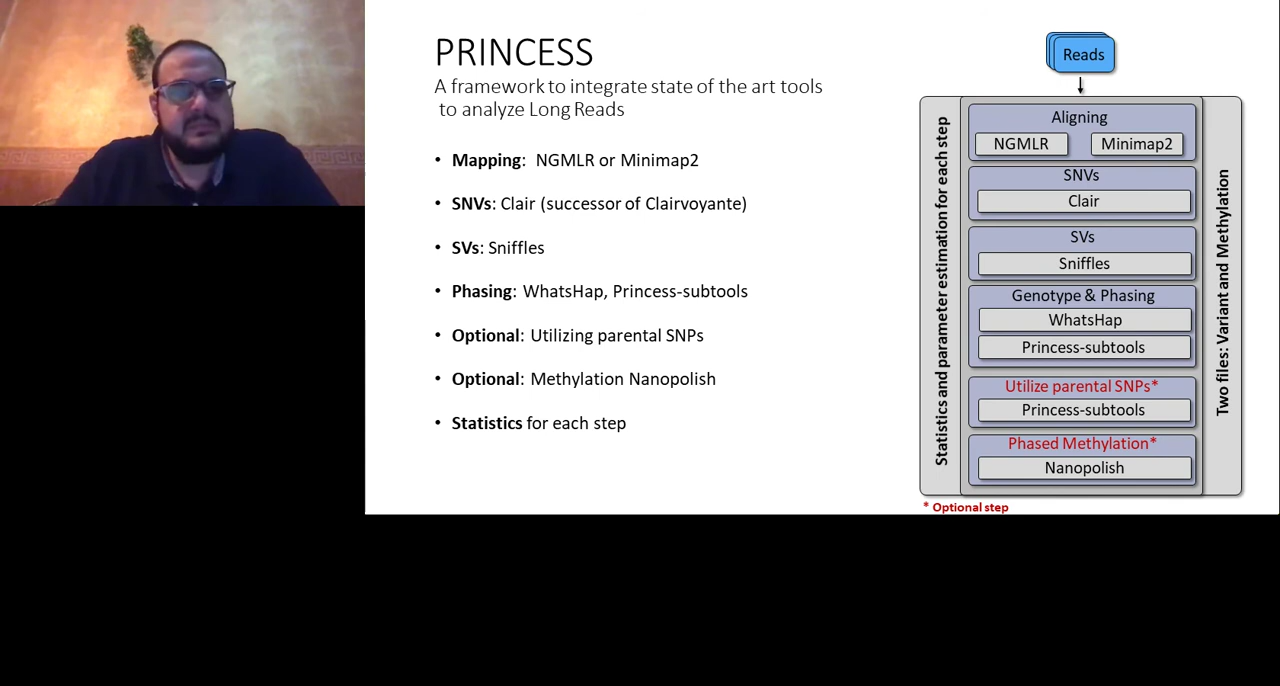 PRINCESS
A framework to integrate state of the art tools
to analyze Long Reads
• Mapping: NGMLR or Minimap2
• SNVs: Clair (successor of Clairvoyante)
• SVs: Sniffles
• Phasing: WhatsHap, Princess-subtools
• Optional: Utilizing parental SNPs
• Optional: Methylation Nanopolish
• Statistics for each step
Reads
Statistics and parameter estimation for each step
Aligning
NGMLR Minimap2
SNVs
Clair
SVs
Sniffles
Genotype & Phasing
WhatsHap
Princess-subtools
Utilize parental SNPs*
Princess-subtools
Phased Methylation*
Nanopolish
Two files: Variant and Methylation
* Optional step